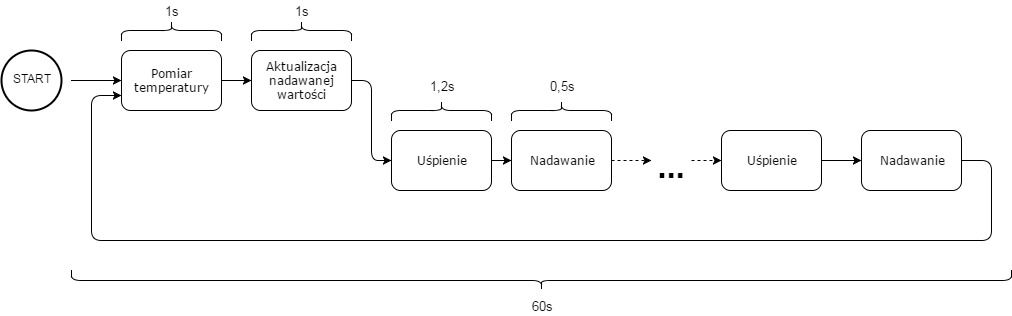 1s
1s
START
Pomiar
temperatury
Aktualizacja
nadawanej
wartości
1,2s
0,5s
Uśpienie
Nadawanie
...
Uśpienie
Nadawanie
60s